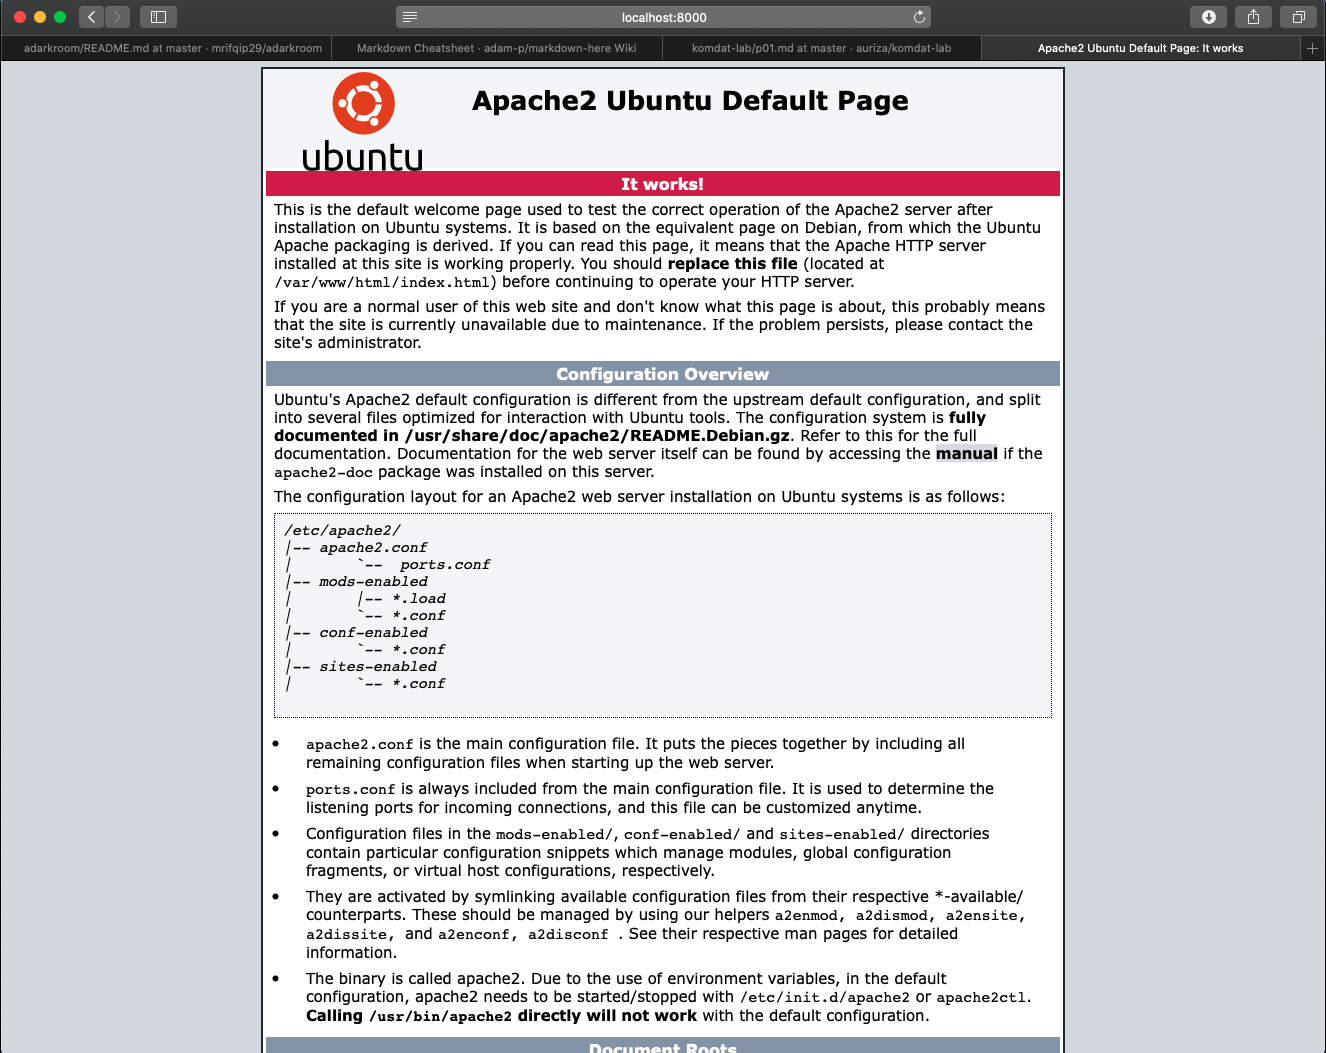 localhost:8000
adarkroom/README.md at master · mrifqip29/adarkroom
Markdown Cheatsheet · adam-p/markdown-here Wiki
komdat-lab/p01.md at master · auriza/komdat-lab
Apache2 Ubuntu Default Page: It works
ubuntu
Apache2 Ubuntu Default Page
It works!
This is the default welcome page used to test the correct operation of the Apache2 server after
installation on Ubuntu systems. It is based on the equivalent page on Debian, from which the Ubuntu
Apache packaging is derived. If you can read this page, it means that the Apache HTTP server
installed at this site is working properly. You should replace this file (located at
/var/www/html/index.html) before continuing to operate your HTTP server.
If you are a normal user of this web site and don't know what this page is about, this probably means
that the site is currently unavailable due to maintenance. If the problem persists, please contact the
site's administrator.
Configuration Overview
Ubuntu's Apache2 default configuration is different from the upstream default configuration, and split
into several files optimized for interaction with Ubuntu tools. The configuration system is fully
documented in /usr/share/doc/apache2/README.Debian.gz. Refer to this for the full
documentation. Documentation for the web server itself can be found by accessing the manual if the
apache2-doc package was installed on this server.
The configuration layout for an Apache2 web server installation on Ubuntu systems is as follows:
/etc/apache2/
|-- apache2.conf
|       `--  ports.conf
|-- mods-enabled
|       |-- *.load
|       `-- *.conf
|-- conf-enabled
|       `-- *.conf
|-- sites-enabled
|       `-- *.conf
• apache2.conf is the main configuration file. It puts the pieces together by including all
remaining configuration files when starting up the web server.
• ports.conf is always included from the main configuration file. It is used to determine the
listening ports for incoming connections, and this file can be customized anytime.
• Configuration files in the mods-enabled/, conf-enabled/ and sites-enabled/ directories
contain particular configuration snippets which manage modules, global configuration
fragments, or virtual host configurations, respectively.
• They are activated by symlinking available configuration files from their respective *-available/
counterparts. These should be managed by using our helpers a2enmod, a2dismod, a2ensite,
a2dissite, and a2enconf, a2disconf . See their respective man pages for detailed
information.
• The binary is called apache2. Due to the use of environment variables, in the default
configuration, apache2 needs to be started/stopped with /etc/init.d/apache2 or apache2ctl.
Calling /usr/bin/apache2 directly will not work with the default configuration.
Document Roots